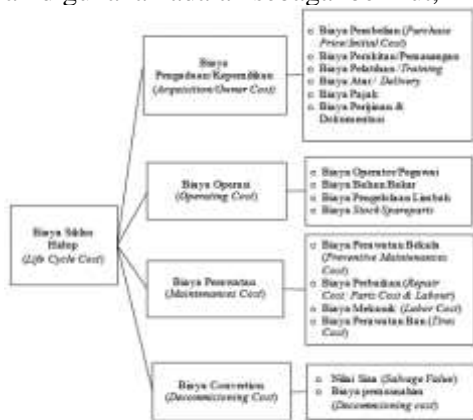 Biaya
Pengadaan/Kepemilikan
(Acquisition/Owner Cost)
o Biaya Pembelian (Purchase
Price/Initial Cost)
o Biaya Perakitan/Pemasangan
o Biaya Pelatihan /Training
o Biaya Antar/ Delivery
o Biaya Pajak
o Biaya Perijinan &
Dokumentasi
Biaya Operasi
(Operating Cost)
o Biaya Operator/Pegawai
o Biaya Bahan Bakar
o Biaya Pengelolaan Limbah
o Biaya Stock Spareparts
Biaya Siklus
Hidup
(Life Cycle Cost)
Biaya Perawatan
(Maintenances Cost)
o Biaya Perawatan Bekala
(Preventive Maintenances
Cost)
o Biaya Perbaikan (Repair
Cost: Parts Cost & Labour)
o Biaya Mekanik (Labor Cost)
o Biaya Perawatan Ban (Tires
Cost)
Biaya Convertion
(Decommissioning Cost)
o Nilai Sisa (Salvage Value)
o Biaya pemusnahan
(Decommissioning cost)